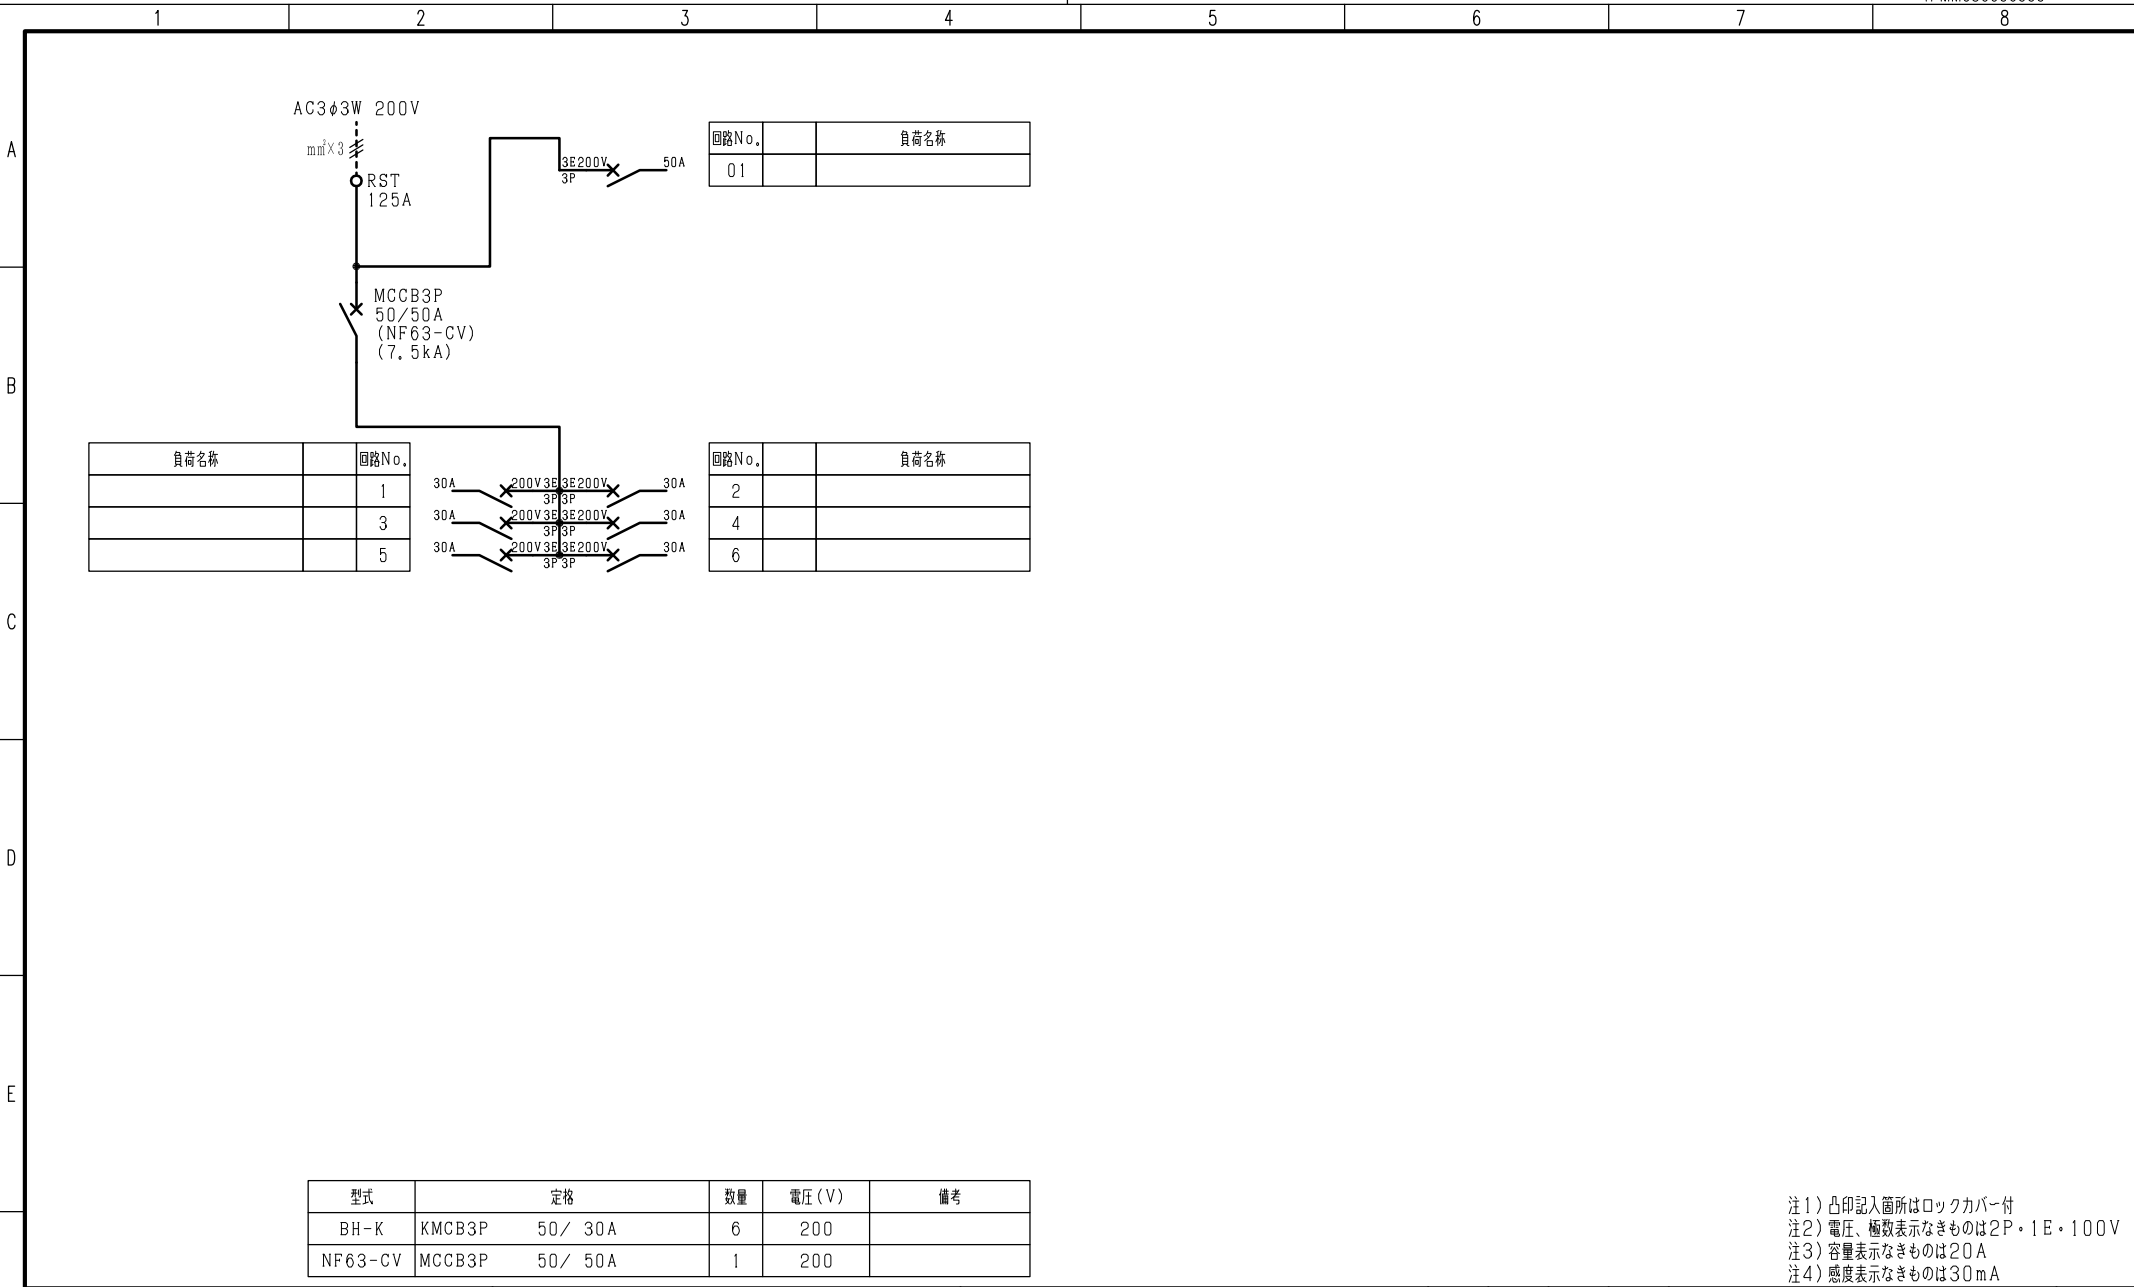 1 2 3 4 5 6 7 8
A
B
C
D
E
AC3φ3W 200V
mm²×3
RST
125A
3E200V
3P
50A
回路No. 負荷名称
01
MCCB3P
50/50A
(NF63-CV)
(7.5kA)
負荷名称 回路No.
1
3
5
30A 200V3E 3E200V 30A
3P 3P
30A 200V3E 3E200V 30A
3P 3P
30A 200V3E 3E200V 30A
3P 3P
回路No. 負荷名称
2
4
6
型式 定格 数量 電圧(V) 備考
BH-K KMCB3P 50/ 30A 6 200
NF63-CV MCCB3P 50/ 50A 1 200
注1)凸印記入箇所はロックカバー付
注2)電圧、極数表示なきものは2P・1E・100V
注3)容量表示なきものは20A
注4)感度表示なきものは30mA